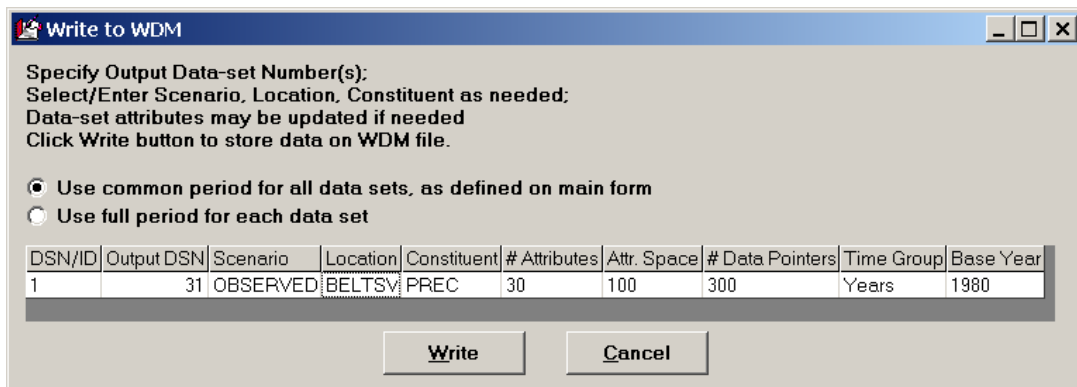 Write to WDM
Specify Output Data-set Number(s);
Select/Enter Scenario, Location, Constituent as needed;
Data-set attributes may be updated if needed
Click Write button to store data on WDM file.
Use common period for all data sets, as defined on main form
Use full period for each data set
DSN/ID Output DSN Scenario Location Constituent # Attributes Attr. Space # Data Pointers Time Group Base Year
1 31 OBSERVED BELTSV PREC 30 100 300 Years 1980
Write Cancel